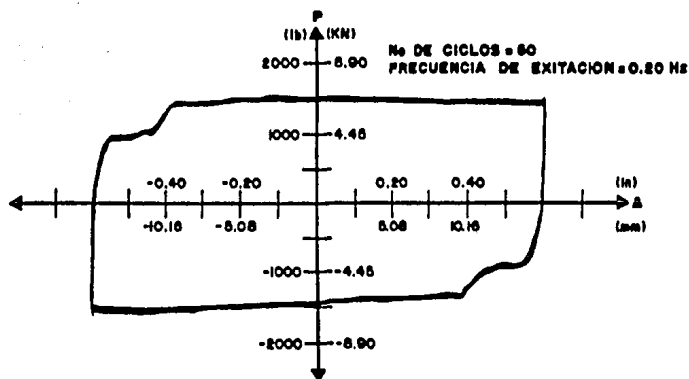 P
(lb) (KN)
No DE CICLOS = 50
FRECUENCIA DE EXITACION = 0.20 Hz
2000 8.90
1000 4.45
-0.40 -0.20 0.20 0.40 (in)
Δ
-10.16 -5.08 5.08 10.16 (mm)
-1000 -4.45
-2000 -8.90